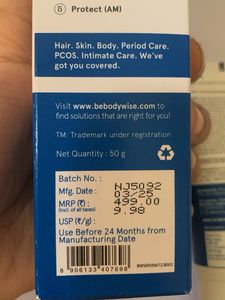 ⑤ Protect (AM)
Hair. Skin. Body. Period Care.
PCOS. Intimate Care. We've
got you covered.
Visit www.bebodywise.com to
find solutions that are right for you!
TM: Trademark under registration
Net Quantity : 50 g
Batch No. : NJ5092
Mfg. Date : 03/25
MRP (₹) : 499.00
(incl. of all taxes)
USP (₹/g) : 9.98
Use Before 24 Months from
Manufacturing Date
8 906133 407698
BWSKF00673.B002